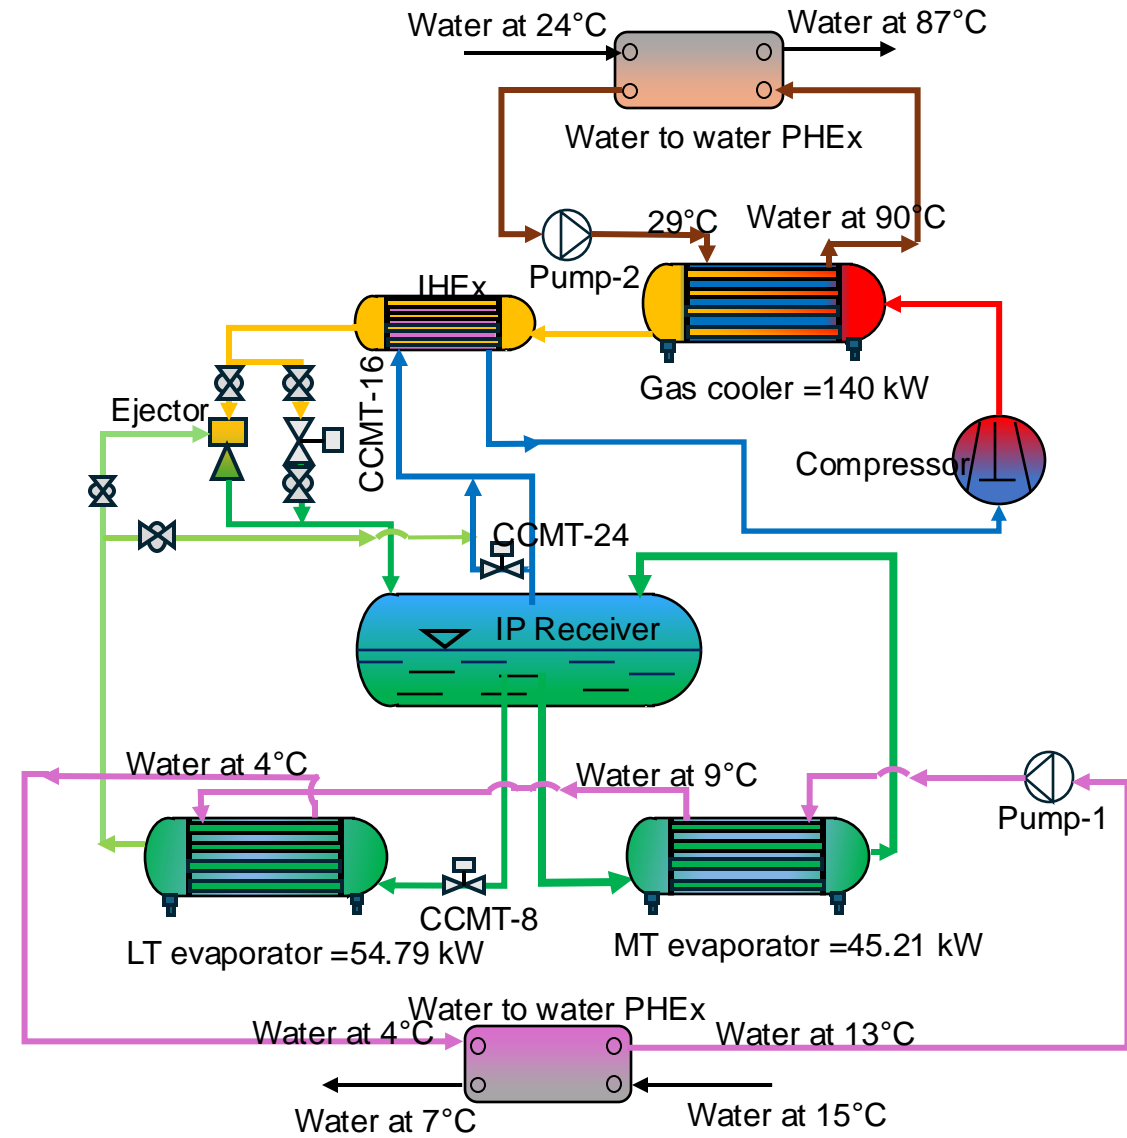 Water at 24°C
Water at 87°C
Water to water PHEx
29°C
Water at 90°C
Pump-2
IHEx
Gas cooler =140 kW
CCMT-16
Ejector
Compressor
CCMT-24
IP Receiver
Water at 4°C
Water at 9°C
Pump-1
CCMT-8
LT evaporator =54.79 kW
MT evaporator =45.21 kW
Water to water PHEx
Water at 4°C
Water at 13°C
Water at 7°C
Water at 15°C